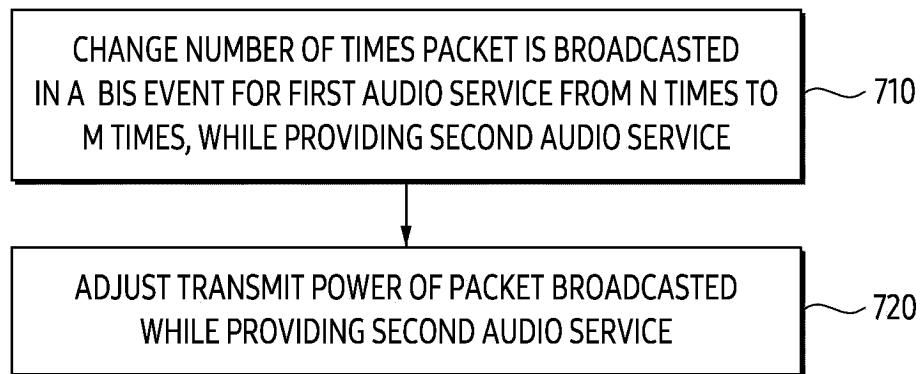 CHANGE NUMBER OF TIMES PACKET IS BROADCASTED
IN A BIS EVENT FOR FIRST AUDIO SERVICE FROM N TIMES TO
M TIMES, WHILE PROVIDING SECOND AUDIO SERVICE
710
ADJUST TRANSMIT POWER OF PACKET BROADCASTED
WHILE PROVIDING SECOND AUDIO SERVICE
720